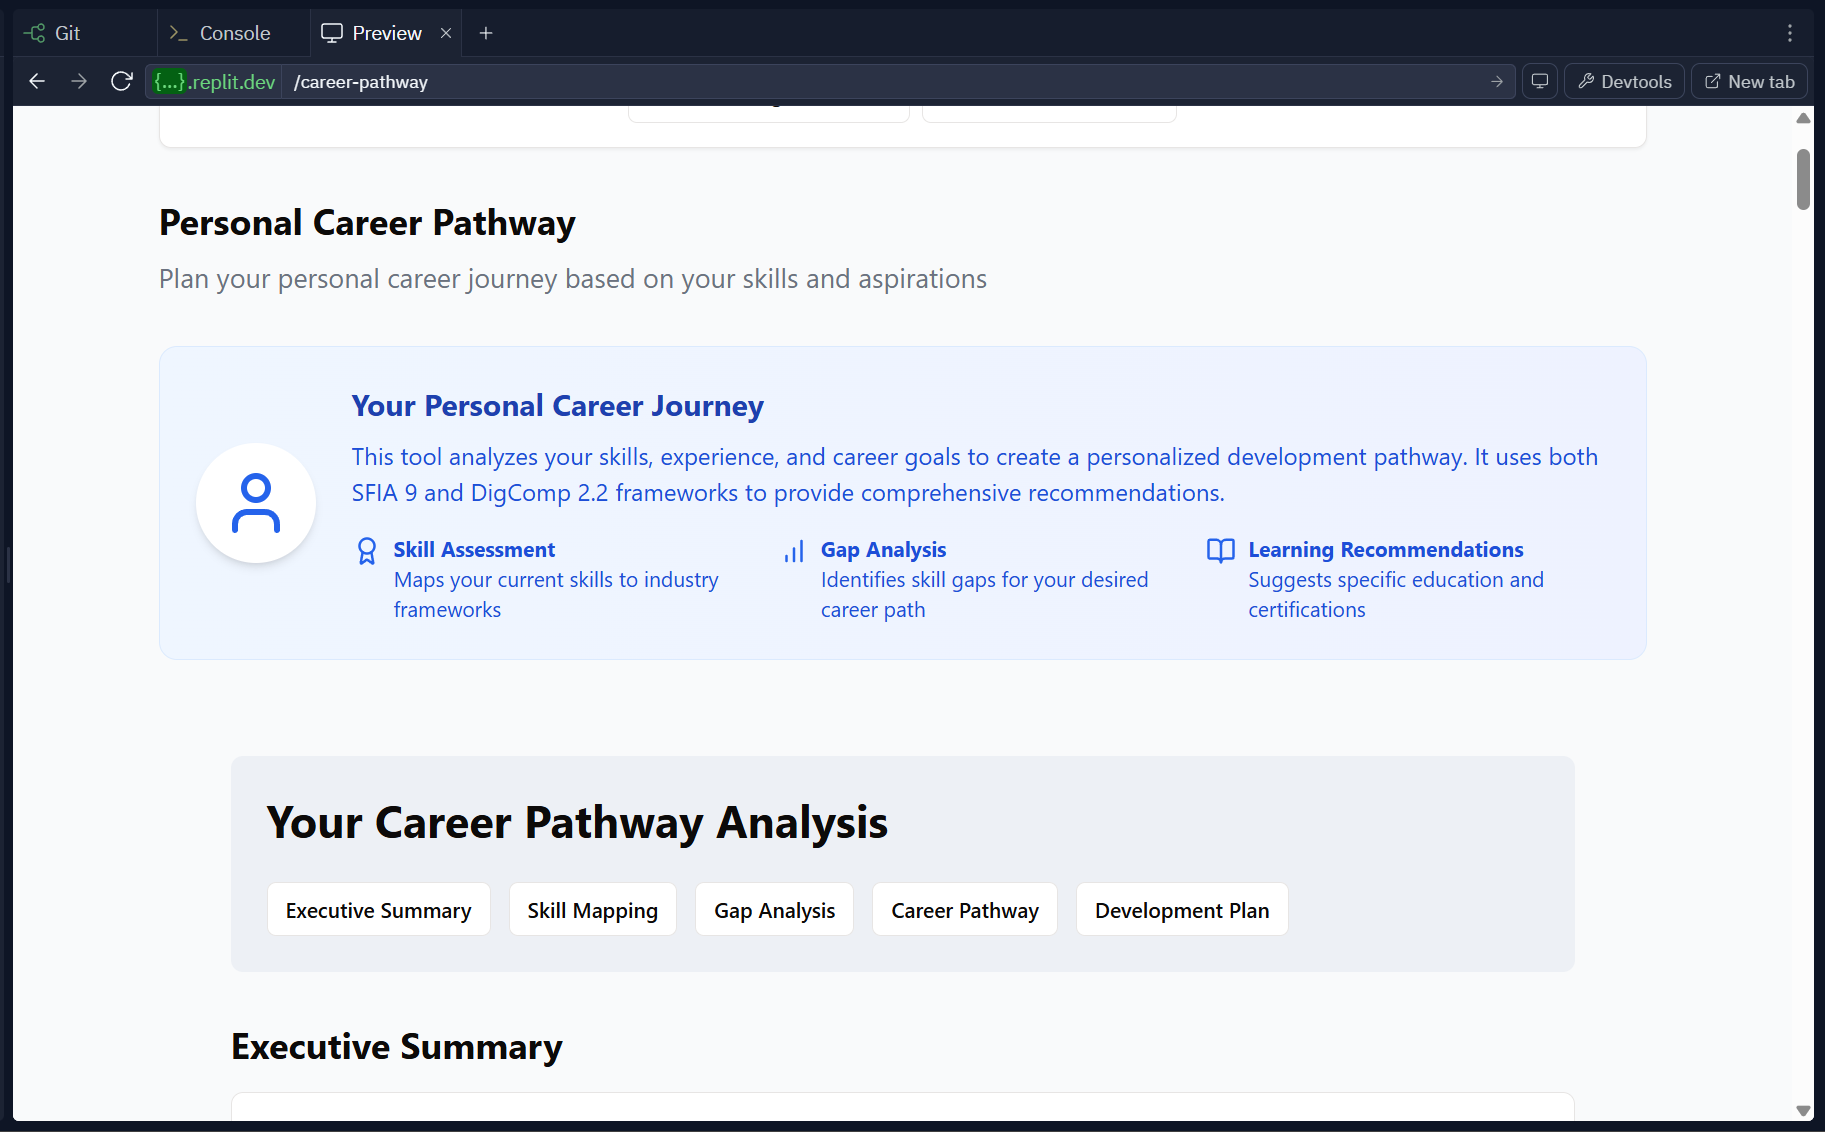 Git
Console
Preview
{...}.replit.dev
/career-pathway
Devtools
New tab
Personal Career Pathway
Plan your personal career journey based on your skills and aspirations
Your Personal Career Journey
This tool analyzes your skills, experience, and career goals to create a personalized development pathway. It uses both
SFIA 9 and DigComp 2.2 frameworks to provide comprehensive recommendations.
Skill Assessment
Maps your current skills to industry
frameworks
Gap Analysis
Identifies skill gaps for your desired
career path
Learning Recommendations
Suggests specific education and
certifications
Your Career Pathway Analysis
Executive Summary
Skill Mapping
Gap Analysis
Career Pathway
Development Plan
Executive Summary